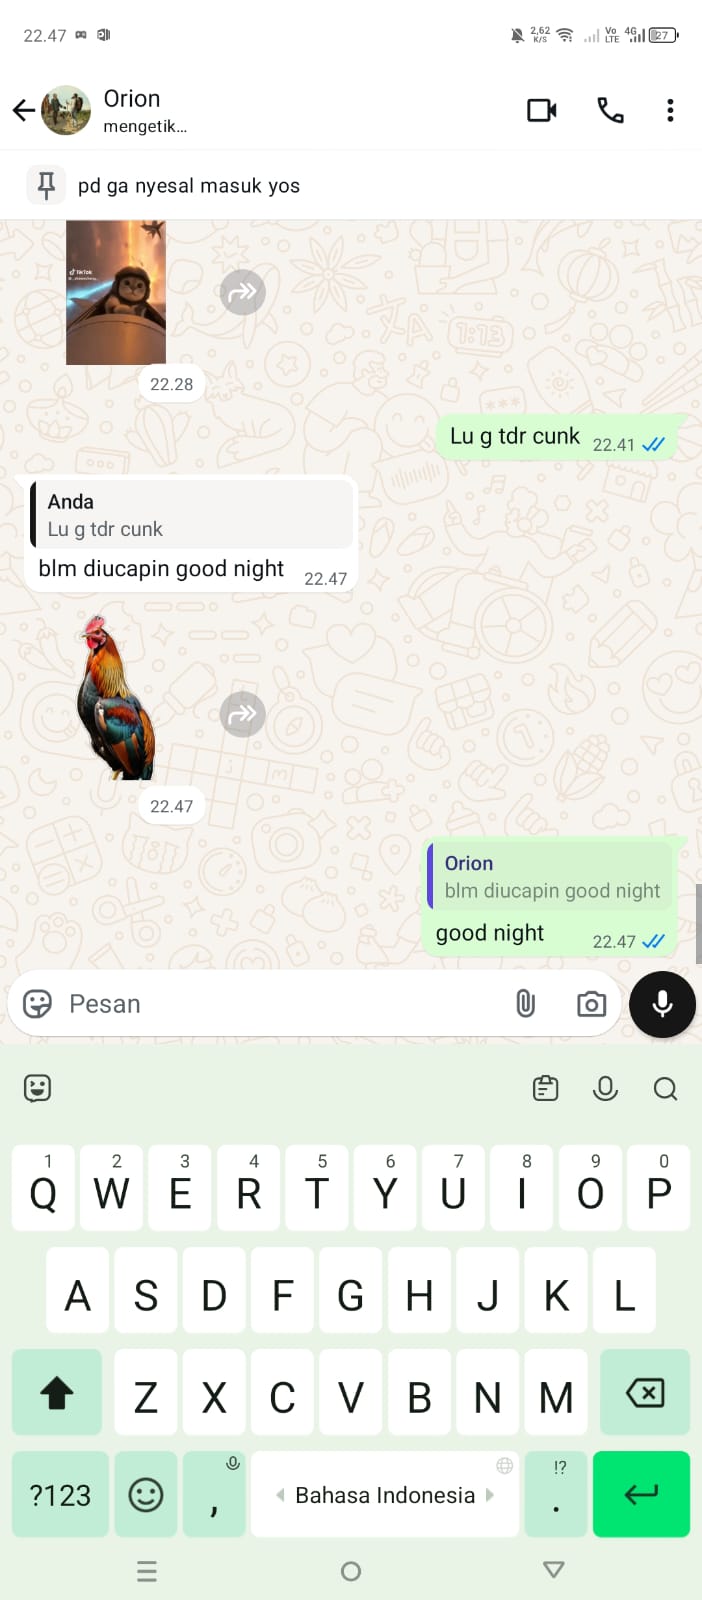 22.47
2,62 K/S
Vo LTE
4G
27
Orion
mengetik...
pd ga nyesal masuk yos
TikTok
22.28
Lu g tdr cunk 22.41
Anda
Lu g tdr cunk
blm diucapin good night 22.47
22.47
Orion
blm diucapin good night
good night 22.47
Pesan
1 2 3 4 5 6 7 8 9 0
Q W E R T Y U I O P
A S D F G H J K L
Z X C V B N M
!?
?123 , Bahasa Indonesia .